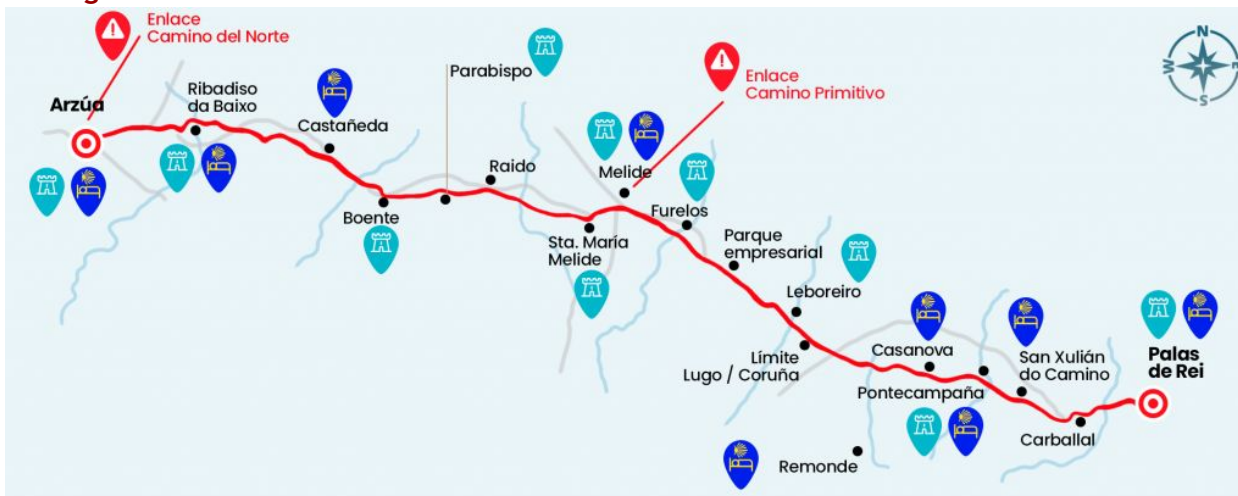 Enlace
Camino del Norte
Arzúa
Ribadiso
da Baixo
Castañeda
Boente
Parabispo
Raido
Sta. María
Melide
Melide
Enlace
Camino Primitivo
Furelos
Parque
empresarial
Leboreiro
Límite
Lugo / Coruña
Casanova
Pontecampaña
San Xulián
do Camino
Carballal
Palas
de Rei
Remonde
N
W
E
S